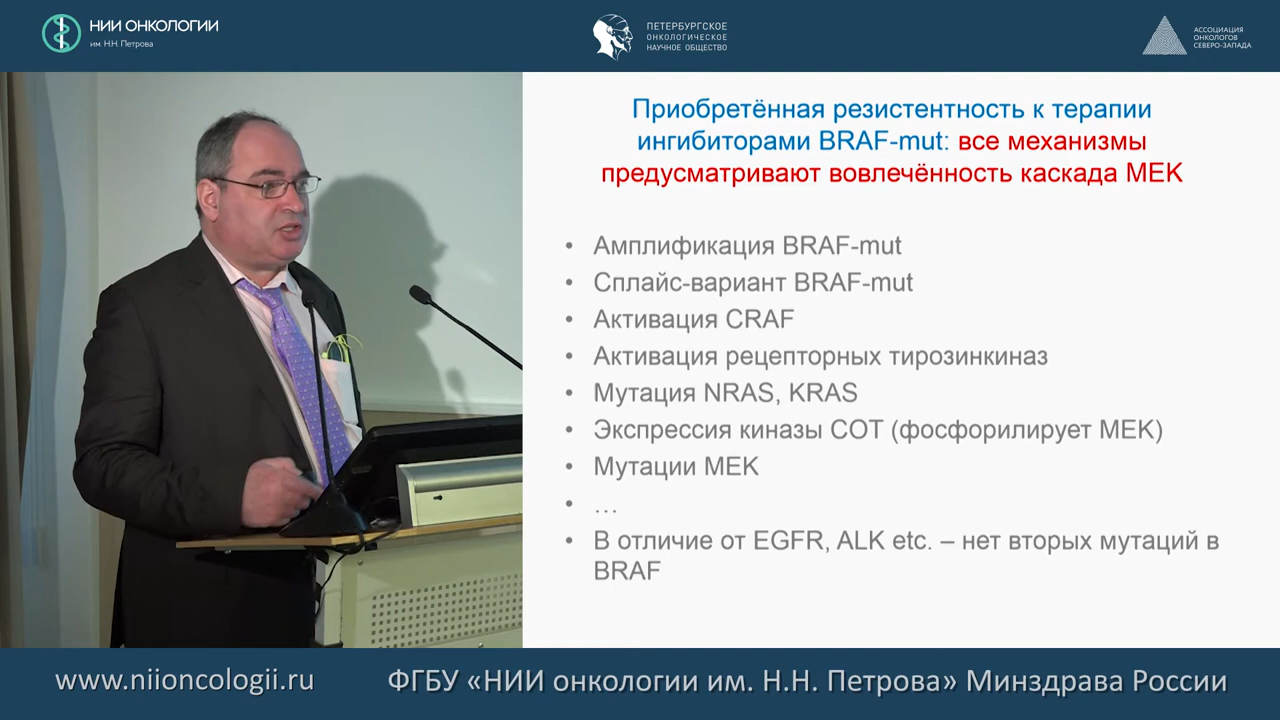 НИИ ОНКОЛОГИИ
им. Н.Н. Петрова
ПЕТЕРБУРГСКОЕ
ОНКОЛОГИЧЕСКОЕ
НАУЧНОЕ ОБЩЕСТВО
АССОЦИАЦИЯ
ОНКОЛОГОВ
СЕВЕРО-ЗАПАДА
Приобретённая резистентность к терапии
ингибиторами BRAF-mut: все механизмы
предусматривают вовлечённость каскада MEK
• Амплификация BRAF-mut
• Сплайс-вариант BRAF-mut
• Активация CRAF
• Активация рецепторных тирозинкиназ
• Мутация NRAS, KRAS
• Экспрессия киназы COT (фосфорилирует MEK)
• Мутации MEK
• …
• В отличие от EGFR, ALK etc. – нет вторых мутаций в
BRAF
www.niioncologii.ru
ФГБУ «НИИ онкологии им. Н.Н. Петрова» Минздрава России